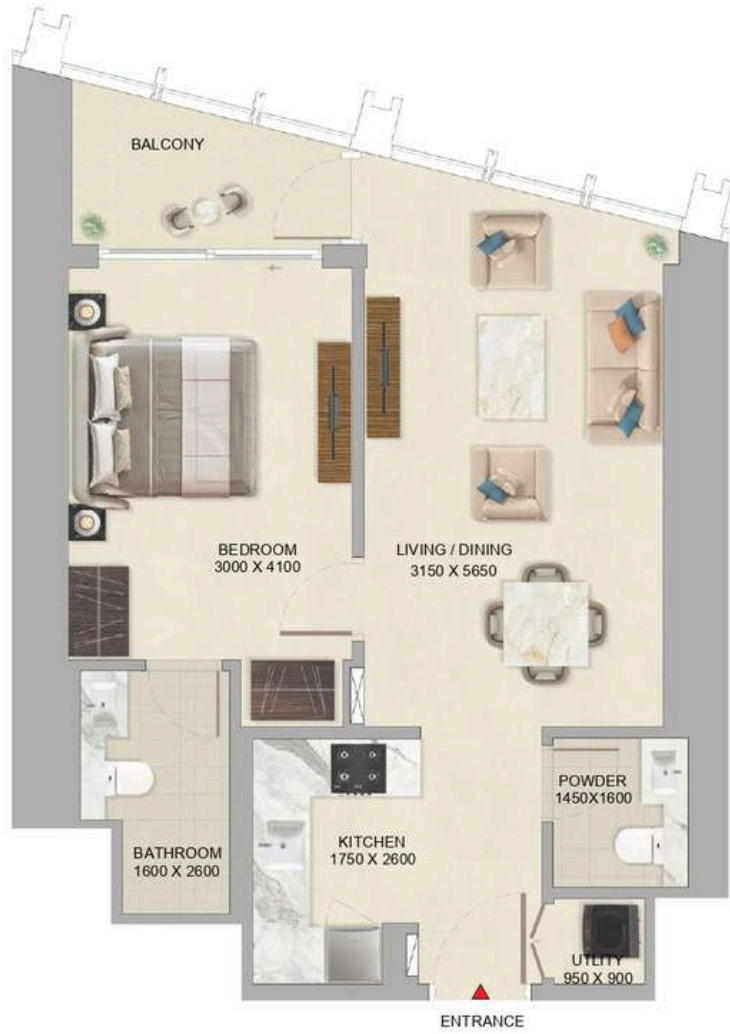 BALCONY
BEDROOM
3000 X 4100
LIVING / DINING
3150 X 5650
POWDER
1450X1600
KITCHEN
1750 X 2600
BATHROOM
1600 X 2600
UTLITY
950 X 900
ENTRANCE